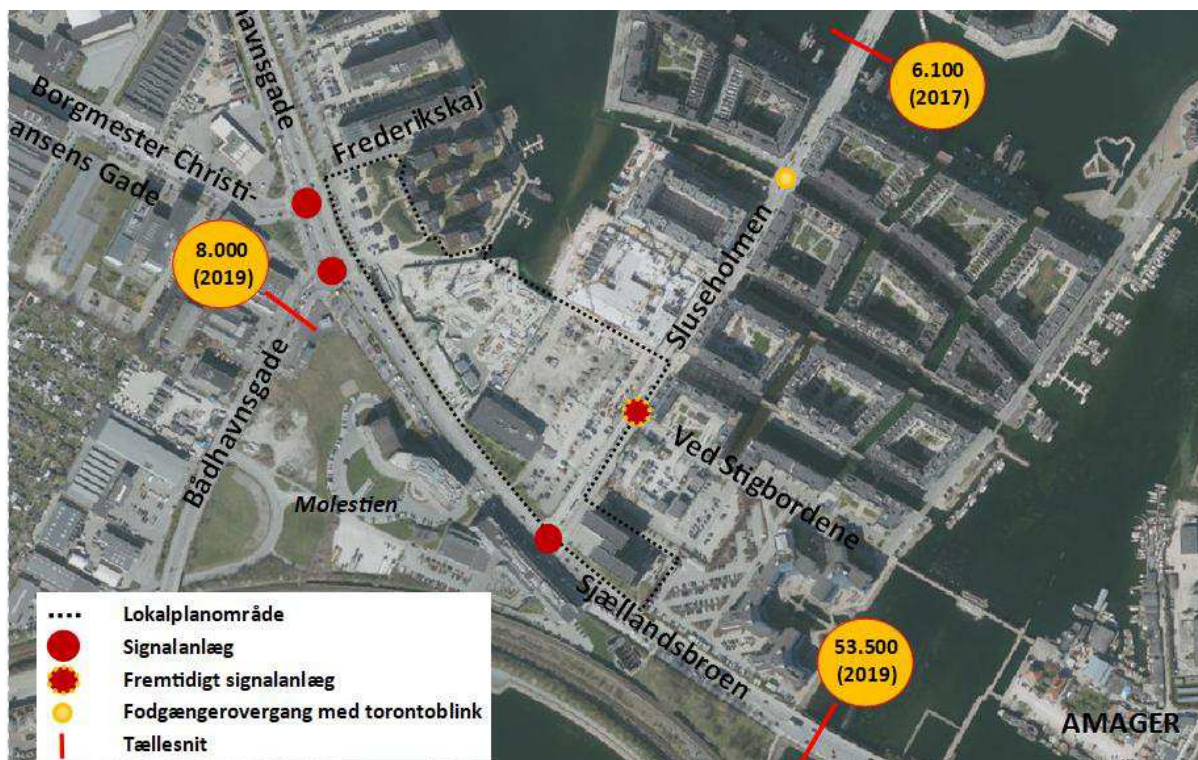 havnsgade
Borgmester Christi-
ansens Gade
Frederikskaj
6.100
(2017)
8.000
(2019)
Sluseholmen
Bådhavnsgade
Molestien
Ved Stigbordene
Sjællandsbroen
53.500
(2019)
AMAGER
Lokalplanområde
Signalanlæg
Fremtidigt signalanlæg
Fodgængerovergang med torontoblink
Tællesnit